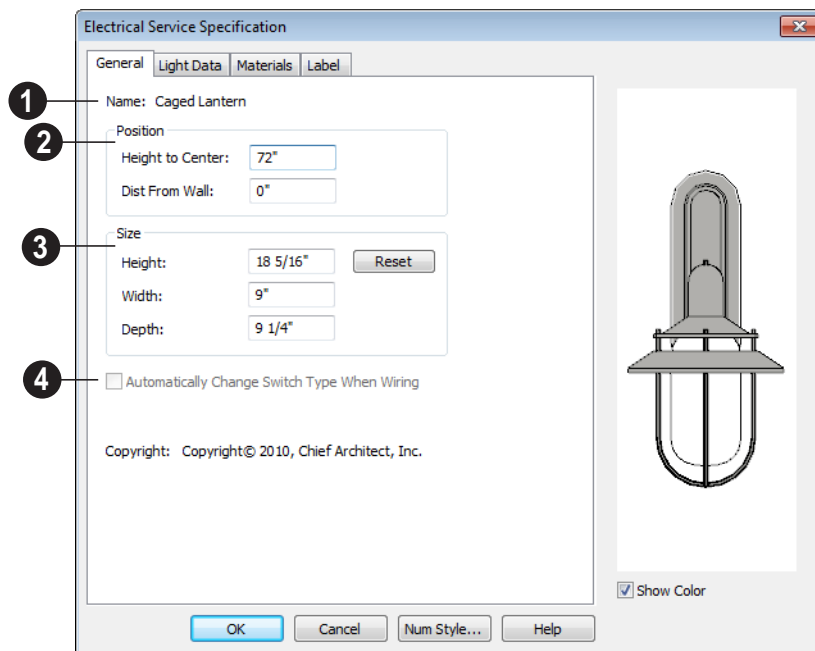 Electrical Service Specification
General Light Data Materials Label
1 Name: Caged Lantern
2 Position
Height to Center: 72"
Dist From Wall: 0"
3 Size
Height: 18 5/16" Reset
Width: 9"
Depth: 9 1/4"
4 Automatically Change Switch Type When Wiring
Copyright: Copyright© 2010, Chief Architect, Inc.
Show Color
OK Cancel Num Style... Help